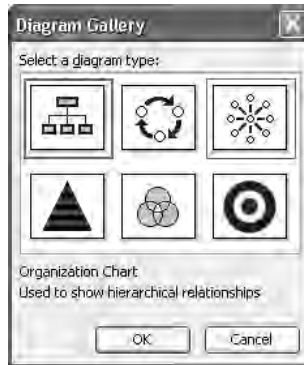 Diagram Gallery
Select a diagram type:
Organization Chart
Used to show hierarchical relationships
OK
Cancel